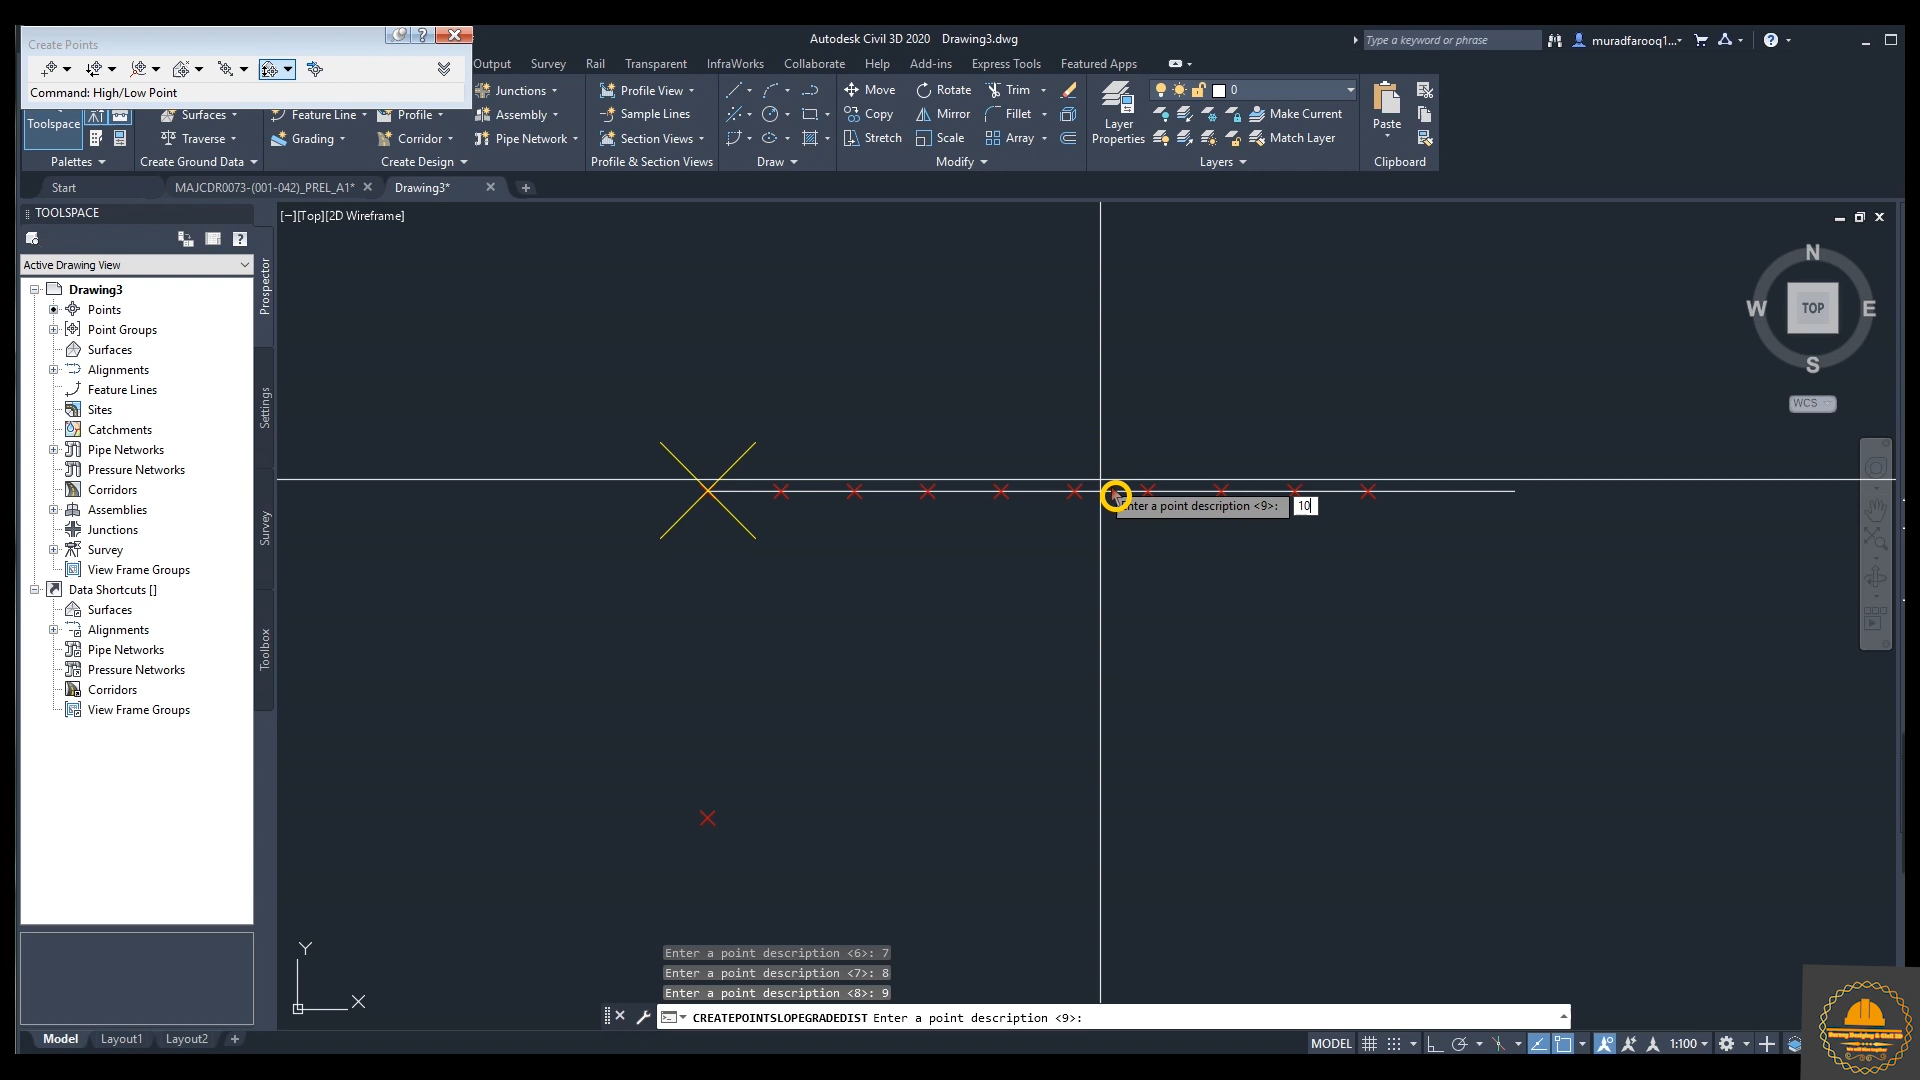 Create Points
Command: High/Low Point
Autodesk Civil 3D 2020 Drawing3.dwg
Type a keyword or phrase
muradfarooq1...
Output Survey Rail Transparent InfraWorks Collaborate Help Add-ins Express Tools Featured Apps
Toolspace
Palettes
Surfaces
Traverse
Create Ground Data
Feature Line
Grading
Profile
Corridor
Create Design
Junctions
Assembly
Pipe Network
Profile View
Sample Lines
Section Views
Profile & Section Views
Draw
Move Rotate Trim
Copy Mirror Fillet
Stretch Scale Array
Modify
Layer Properties
0
Make Current
Match Layer
Layers
Paste
Clipboard
Start
MAJCDR0073-(001-042)_PREL_A1*
Drawing3*
TOOLSPACE
Active Drawing View
Drawing3
Points
Point Groups
Surfaces
Alignments
Feature Lines
Sites
Catchments
Pipe Networks
Pressure Networks
Corridors
Assemblies
Junctions
Survey
View Frame Groups
Data Shortcuts []
Surfaces
Alignments
Pipe Networks
Pressure Networks
Corridors
View Frame Groups
Prospector
Settings
Survey
Toolbox
[−][Top][2D Wireframe]
N
W TOP E
S
WCS
Enter a point description <9>: 10
Y
X
Enter a point description <6>: 7
Enter a point description <7>: 8
Enter a point description <8>: 9
CREATEPOINTSLOPEGRADEDIST Enter a point description <9>:
Model Layout1 Layout2
MODEL
1:100